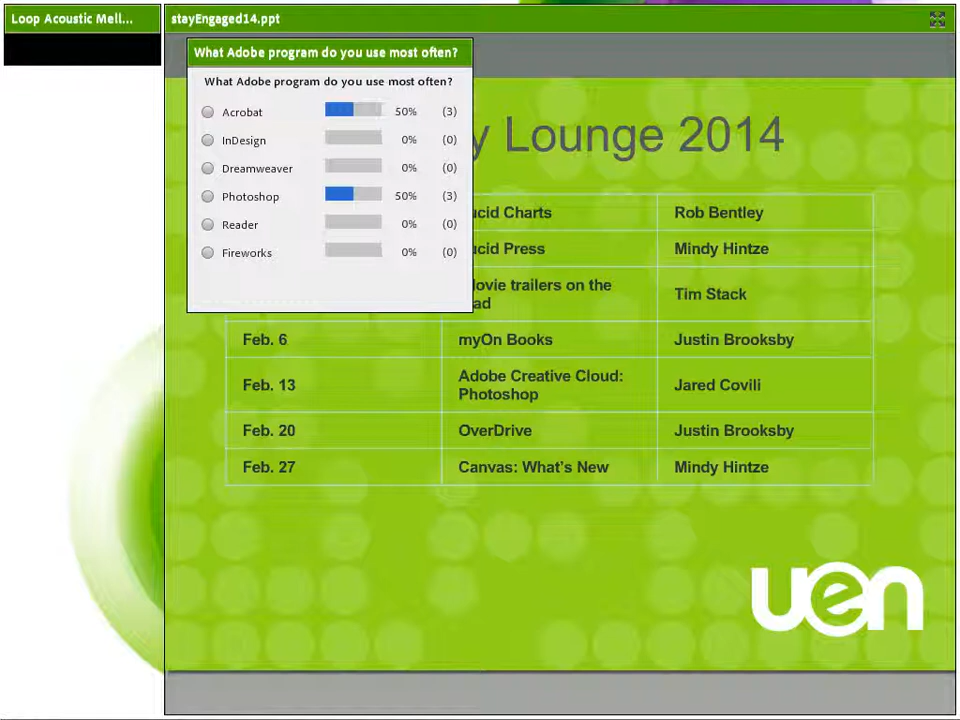 Loop Acoustic Mell...
stayEngaged14.ppt
What Adobe program do you use most often?
What Adobe program do you use most often?
Acrobat 50% (3)
InDesign 0% (0)
Dreamweaver 0% (0)
Photoshop 50% (3)
Reader 0% (0)
Fireworks 0% (0)
Lounge 2014
Charts Rob Bentley
Press Mindy Hintze
trailers on the
Tim Stack
Feb. 6 myOn Books Justin Brooksby
Feb. 13 Adobe Creative Cloud:
Photoshop Jared Covili
Feb. 20 OverDrive Justin Brooksby
Feb. 27 Canvas: What's New Mindy Hintze
uen